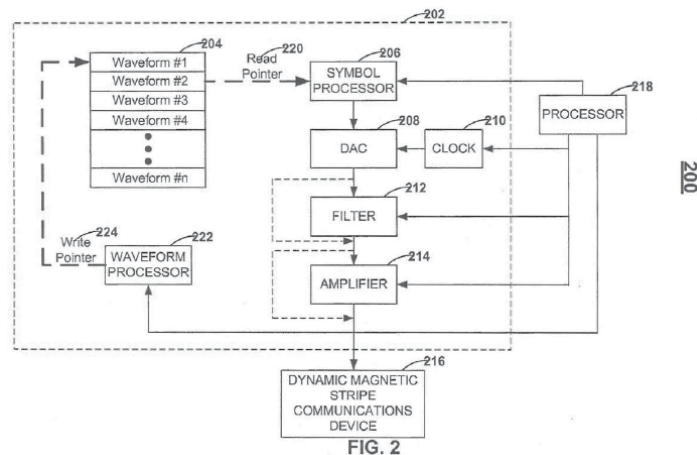 202
204
Waveform #1
Waveform #2
Waveform #3
Waveform #4
Waveform #n
220
Read
Pointer
206
SYMBOL
PROCESSOR
218
PROCESSOR
208
DAC
210
CLOCK
212
FILTER
224
Write
Pointer
222
WAVEFORM
PROCESSOR
214
AMPLIFIER
216
DYNAMIC MAGNETIC
STRIPE
COMMUNICATIONS
DEVICE
FIG. 2
200